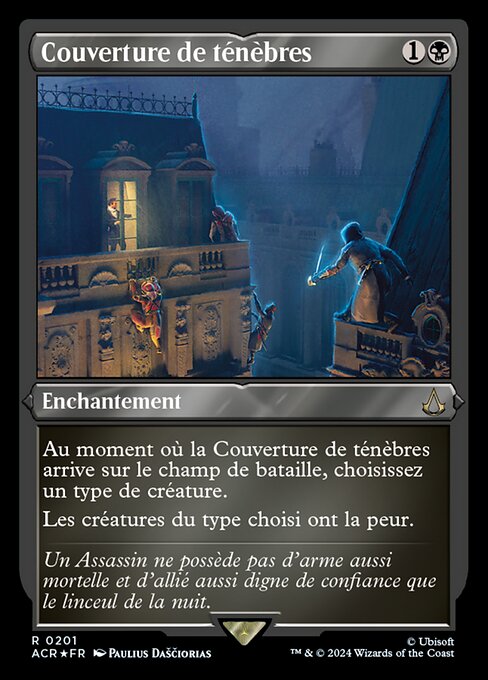 Couverture de ténèbres 1
Enchantement
Au moment où la Couverture de ténèbres
arrive sur le champ de bataille, choisissez
un type de créature.
Les créatures du type choisi ont la peur.
Un Assassin ne possède pas d'arme aussi
mortelle et d'allié aussi digne de confiance que
le linceul de la nuit.
R 0201
ACR★FR Paulius Daščiorias
© Ubisoft
™ & © 2024 Wizards of the Coast